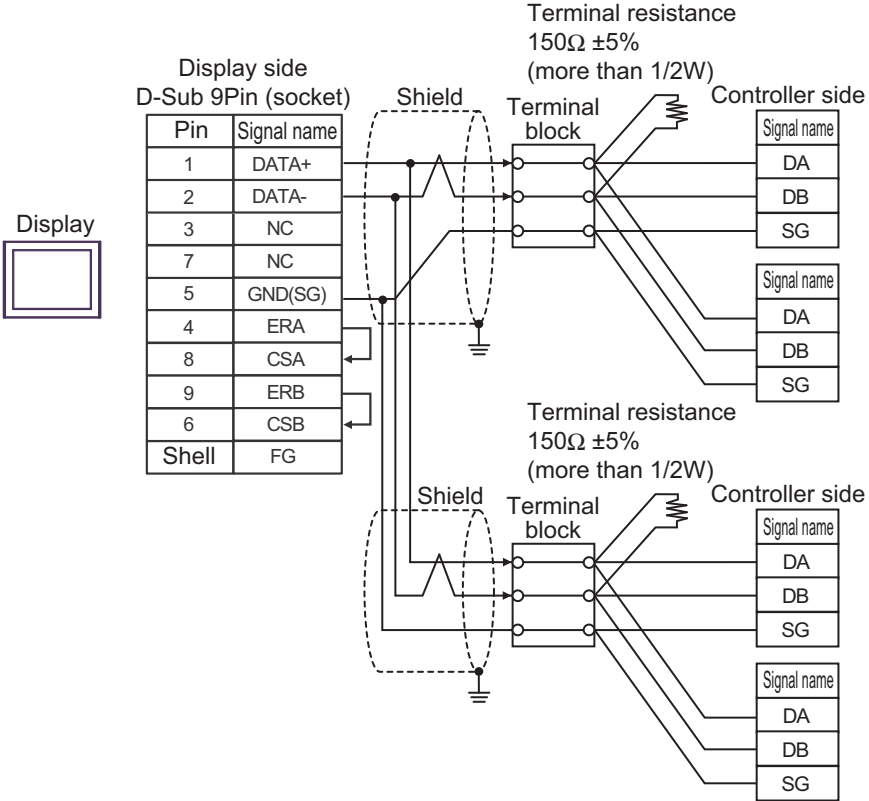 Terminal resistance
150Ω ±5%
(more than 1/2W)
Display side
D-Sub 9Pin (socket)
Shield
Terminal
block
Controller side
Pin Signal name
1 DATA+
2 DATA-
3 NC
7 NC
5 GND(SG)
4 ERA
8 CSA
9 ERB
6 CSB
Shell FG
Display
Signal name
DA
DB
SG
Signal name
DA
DB
SG
Terminal resistance
150Ω ±5%
(more than 1/2W)
Shield
Terminal
block
Controller side
Signal name
DA
DB
SG
Signal name
DA
DB
SG